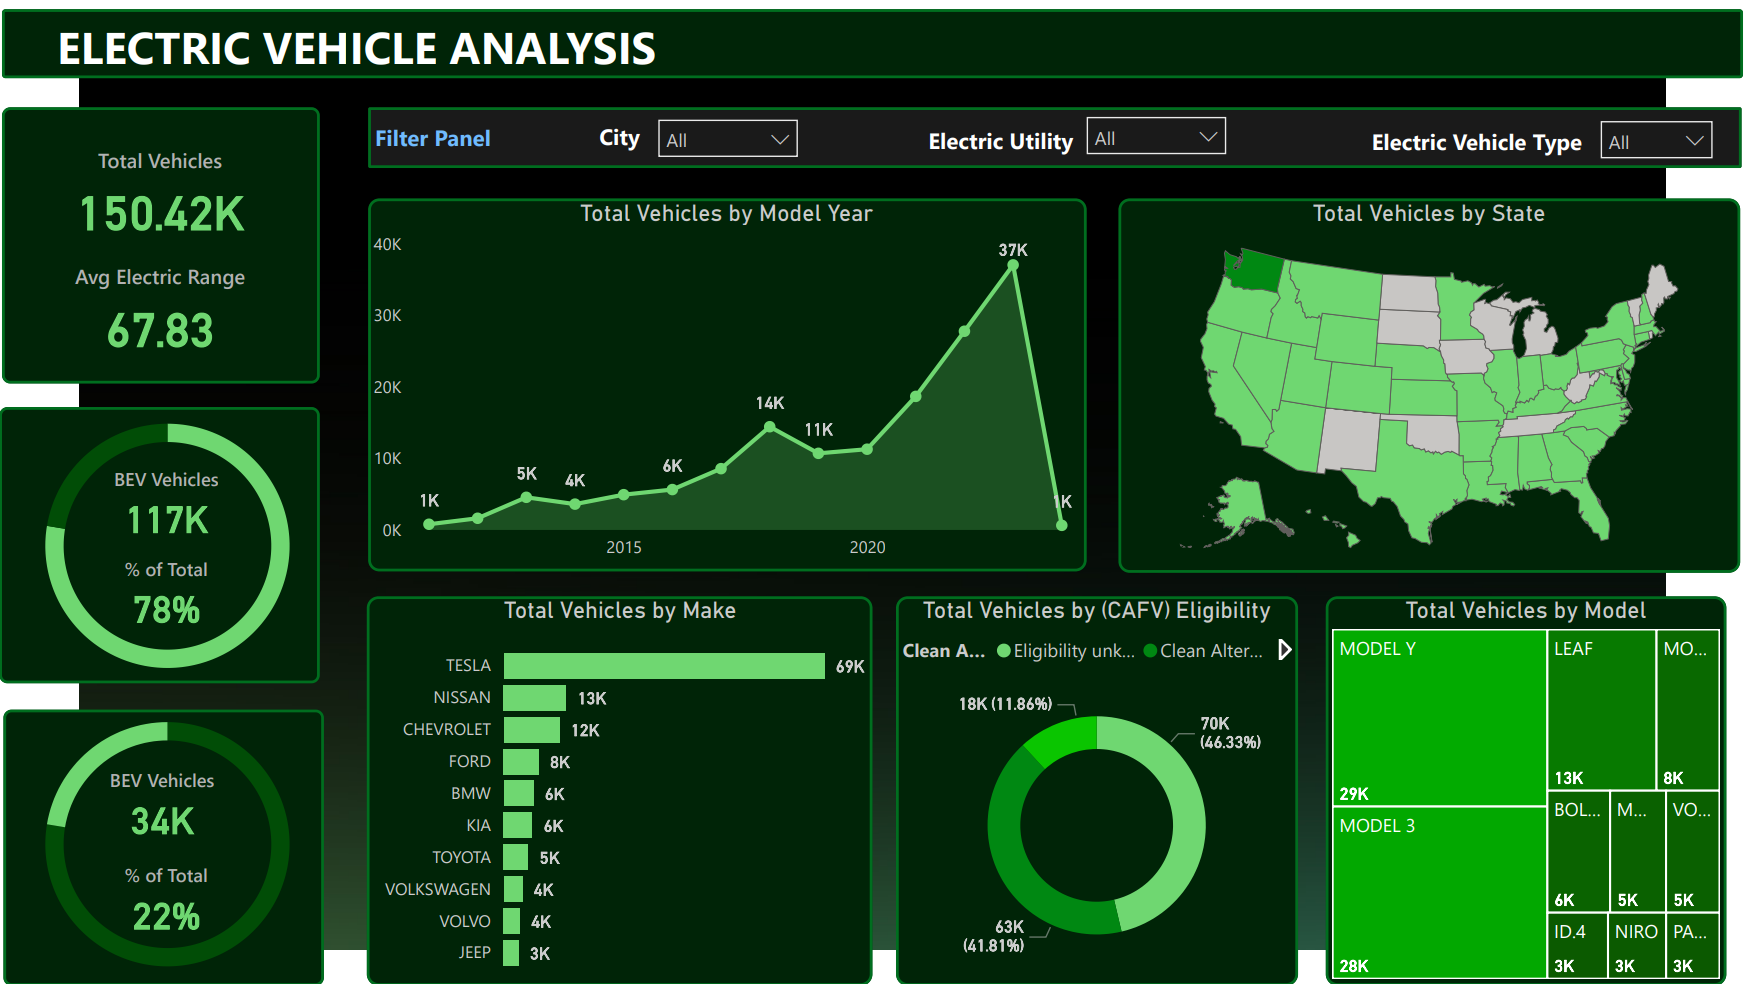 ELECTRIC VEHICLE ANALYSIS
Total Vehicles
150.42K
Avg Electric Range
67.83
Filter Panel
City
All
Electric Utility
All
Electric Vehicle Type
All
Total Vehicles by Model Year
40K
30K
20K
10K
0K
1K
5K
4K
6K
14K
11K
37K
1K
2015
2020
Total Vehicles by State
BEV Vehicles
117K
% of Total
78%
BEV Vehicles
34K
% of Total
22%
Total Vehicles by Make
TESLA 69K
NISSAN 13K
CHEVROLET 12K
FORD 8K
BMW 6K
KIA 6K
TOYOTA 5K
VOLKSWAGEN 4K
VOLVO 4K
JEEP 3K
Total Vehicles by (CAFV) Eligibility
Clean A... Eligibility unk... Clean Alter...
18K (11.86%)
70K
(46.33%)
63K
(41.81%)
Total Vehicles by Model
MODEL Y
29K
MODEL 3
28K
LEAF
13K
MO...
8K
BOL...
6K
M...
5K
VO...
5K
ID.4
3K
NIRO
3K
PA...
3K